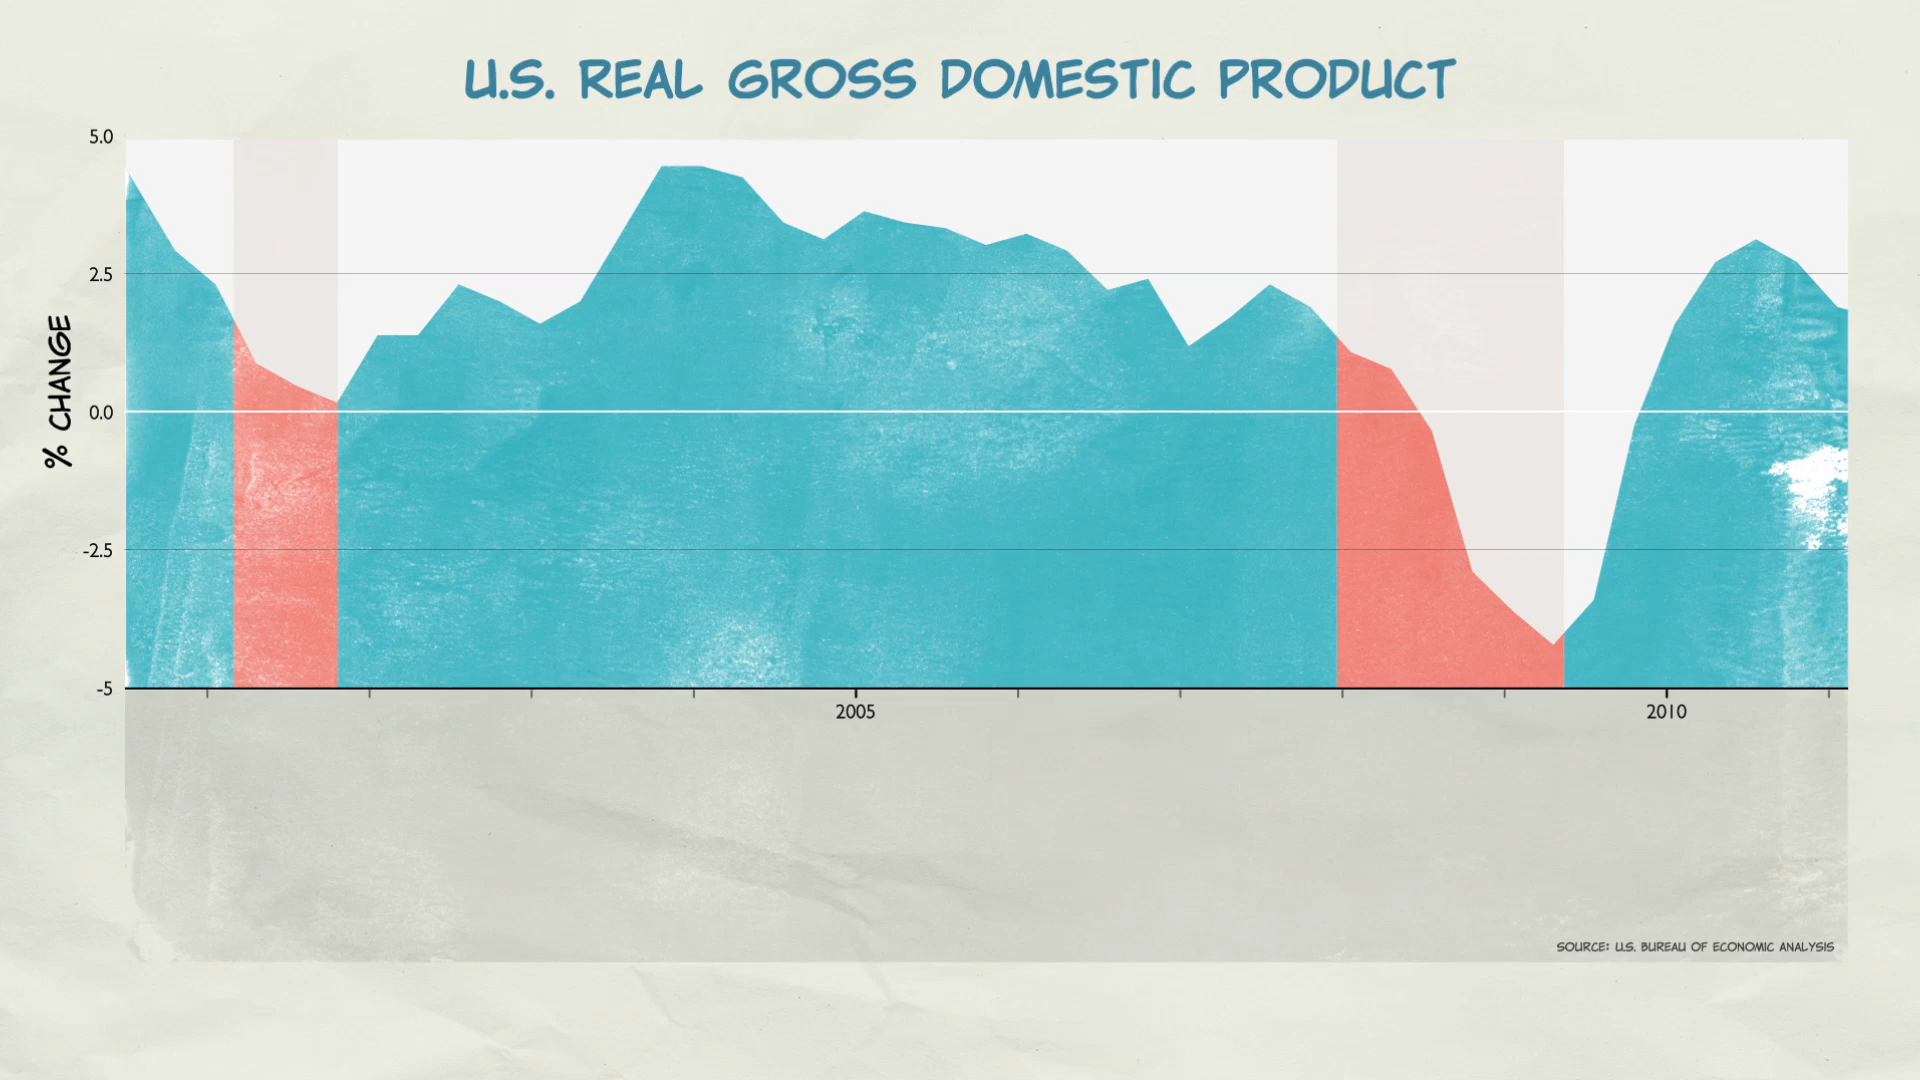 U.S. REAL GROSS DOMESTIC PRODUCT
5.0
2.5
0.0
-2.5
-5
% CHANGE
2005
2010
SOURCE: U.S. BUREAU OF ECONOMIC ANALYSIS